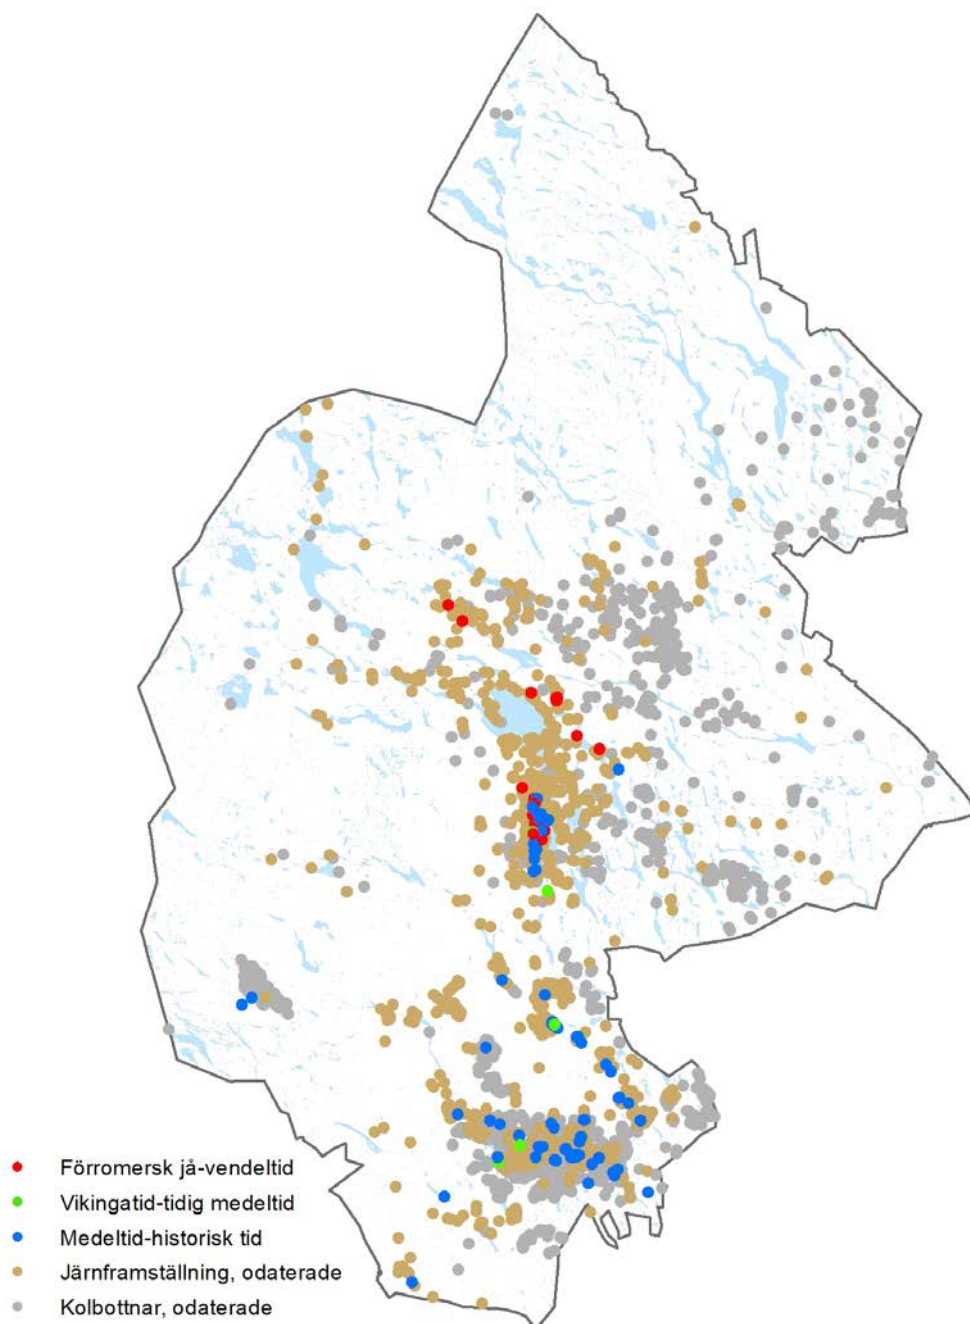 Förromersk jå-vendeltid
Vikingatid-tidig medeltid
Medeltid-historisk tid
Järnframställning, odaterade
Kolbottnar, odaterade